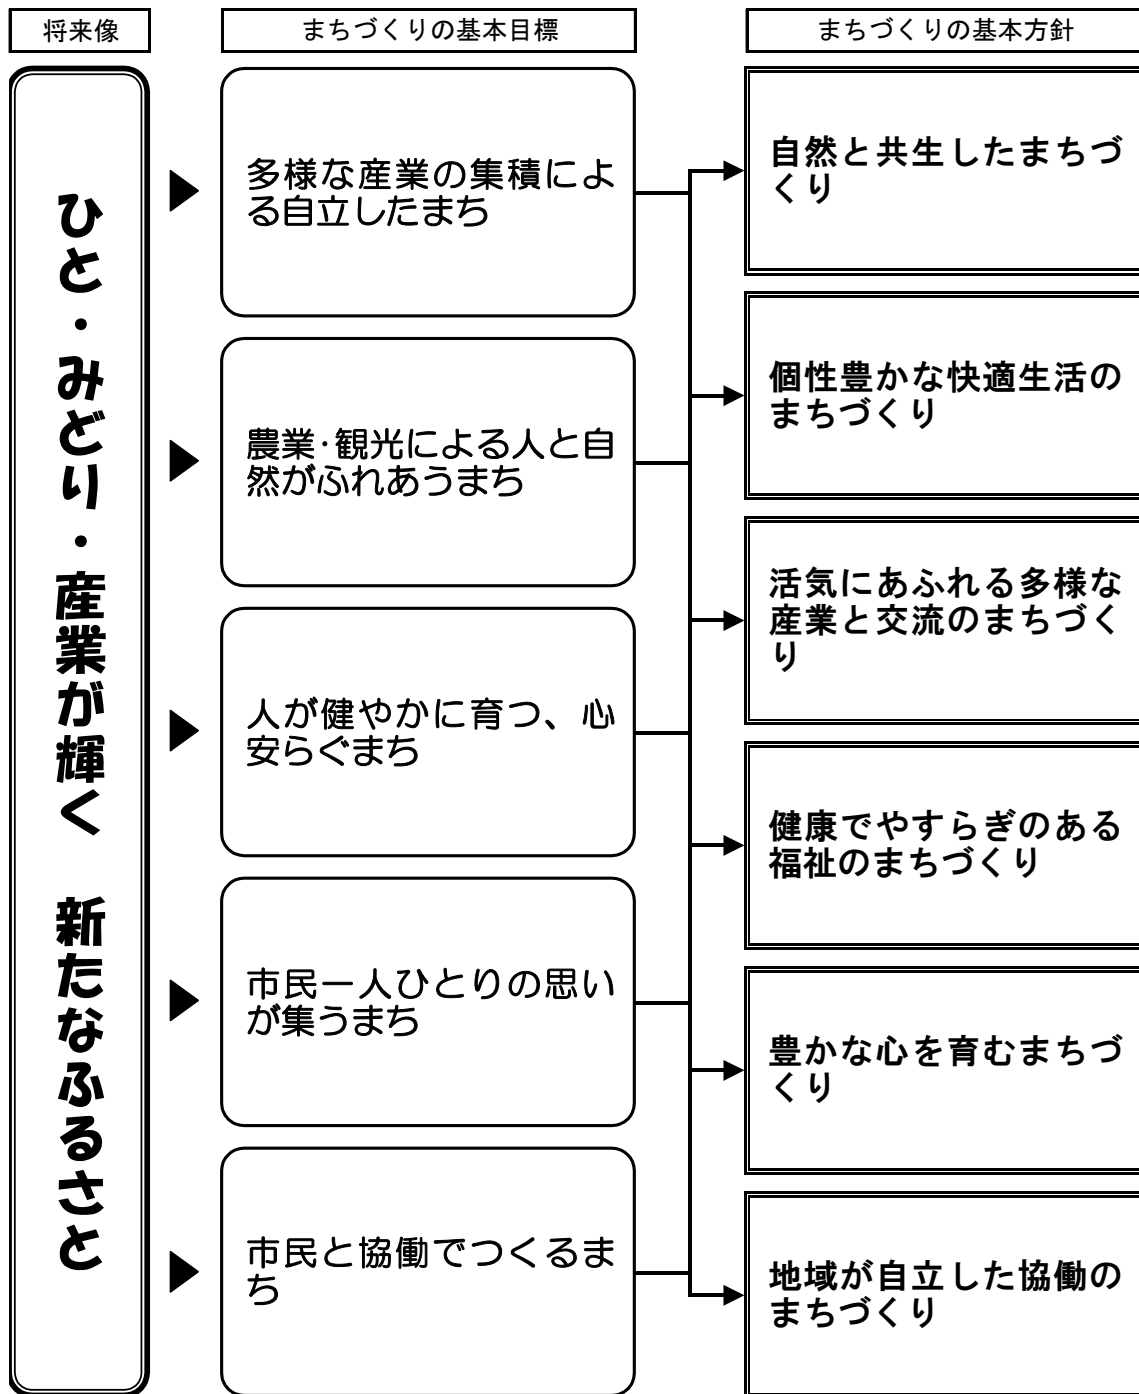 将来像
まちづくりの基本目標
まちづくりの基本方針
ひと・みどり・産業が輝く　新たなふるさと
多様な産業の集積によ
る自立したまち
農業・観光による人と自
然がふれあうまち
人が健やかに育つ、心
安らぐまち
市民一人ひとりの思い
が集うまち
市民と協働でつくるま
ち
自然と共生したまちづ
くり
個性豊かな快適生活の
まちづくり
活気にあふれる多様な
産業と交流のまちづく
り
健康でやすらぎのある
福祉のまちづくり
豊かな心を育むまちづ
くり
地域が自立した協働の
まちづくり